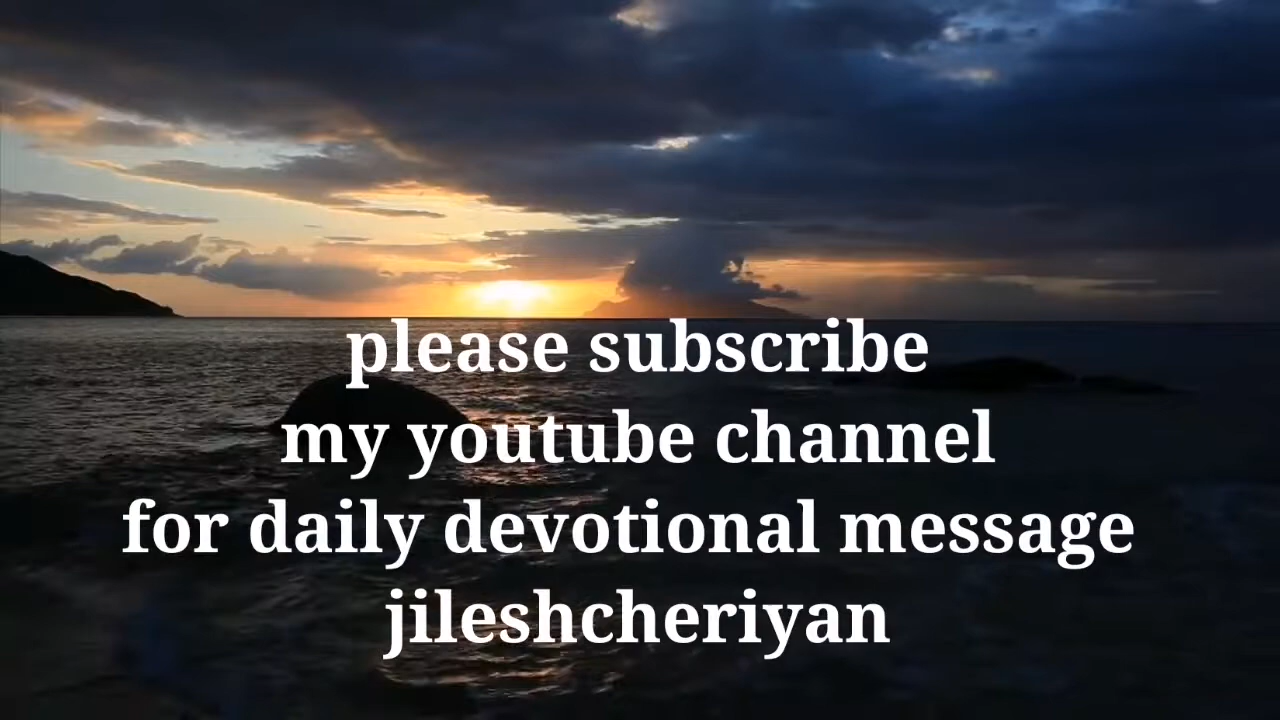 please subscribe
my youtube channel
for daily devotional message
jileshcheriyan